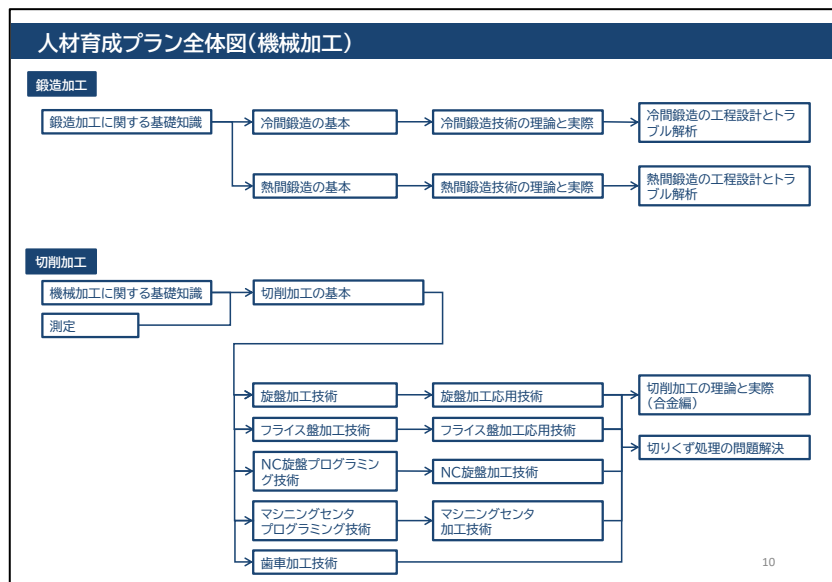 人材育成プラン全体図(機械加工)
鍛造加工
鍛造加工に関する基礎知識
冷間鍛造の基本
冷間鍛造技術の理論と実際
冷間鍛造の工程設計とトラ
ブル解析
熱間鍛造の基本
熱間鍛造技術の理論と実際
熱間鍛造の工程設計とトラ
ブル解析
切削加工
機械加工に関する基礎知識
切削加工の基本
測定
旋盤加工技術
旋盤加工応用技術
切削加工の理論と実際
(合金編)
フライス盤加工技術
フライス盤加工応用技術
切りくず処理の問題解決
NC旋盤プログラミン
グ技術
NC旋盤加工技術
マシニングセンタ
プログラミング技術
マシニングセンタ
加工技術
歯車加工技術
10